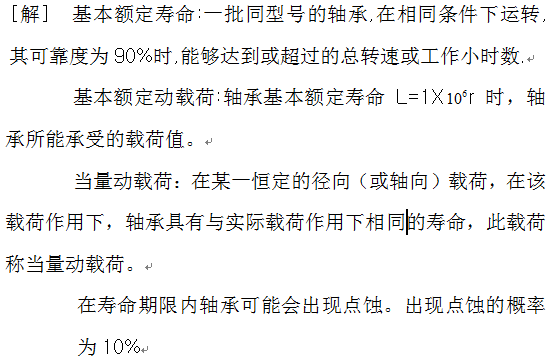 [解] 基本额定寿命:一批同型号的轴承,在相同条件下运转,
其可靠度为90%时,能够达到或超过的总转速或工作小时数.
基本额定动载荷:轴承基本额定寿命 L=1X10⁶r 时，轴
承所能承受的载荷值。
当量动载荷：在某一恒定的径向（或轴向）载荷，在该
载荷作用下，轴承具有与实际载荷作用下相同的寿命，此载荷
称当量动载荷。
在寿命期限内轴承可能会出现点蚀。出现点蚀的概率
为10%